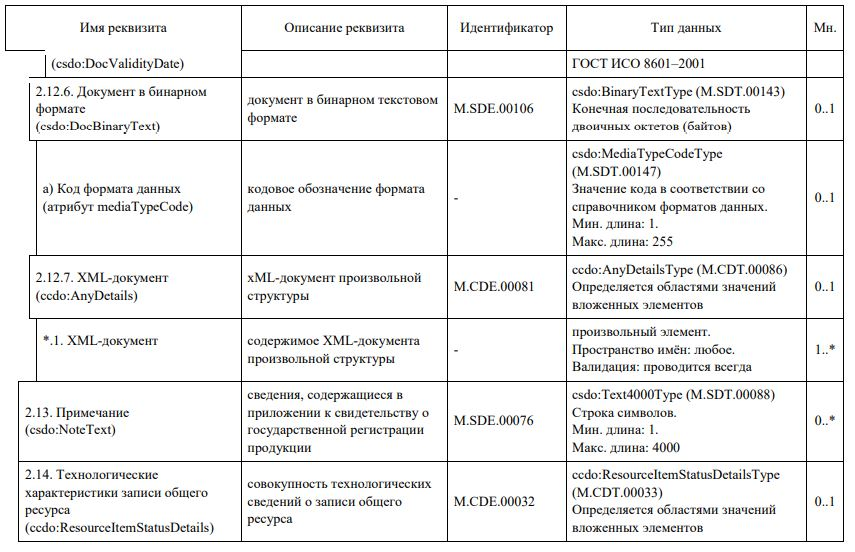 Имя реквизита
Описание реквизита
Идентификатор
Тип данных
Мн.
(csdo:DocValidityDate)
ГОСТ ИСО 8601–2001
2.12.6. Документ в бинарном
формате
(csdo:DocBinaryText)
документ в бинарном текстовом
формате
M.SDE.00106
csdo:BinaryTextType (M.SDT.00143)
Конечная последовательность
двоичных октетов (байтов)
0..1
а) Код формата данных
(атрибут mediaTypeCode)
кодовое обозначение формата
данных
-
csdo:MediaTypeCodeType
(M.SDT.00147)
Значение кода в соответствии со
справочником форматов данных.
Мин. длина: 1.
Макс. длина: 255
0..1
2.12.7. XML-документ
(ccdo:AnyDetails)
xML-документ произвольной
структуры
M.CDE.00081
ccdo:AnyDetailsType (M.CDT.00086)
Определяется областями значений
вложенных элементов
0..1
*.1. XML-документ
содержимое XML-документа
произвольной структуры
-
произвольный элемент.
Пространство имён: любое.
Валидация: проводится всегда
1..*
2.13. Примечание
(csdo:NoteText)
сведения, содержащиеся в
приложении к свидетельству о
государственной регистрации
продукции
M.SDE.00076
csdo:Text4000Type (M.SDT.00088)
Строка символов.
Мин. длина: 1.
Макс. длина: 4000
0..*
2.14. Технологические
характеристики записи общего
ресурса
(ccdo:ResourceItemStatusDetails)
совокупность технологических
сведений о записи общего
ресурса
M.CDE.00032
ccdo:ResourceItemStatusDetailsType
(M.CDT.00033)
Определяется областями значений
вложенных элементов
0..1